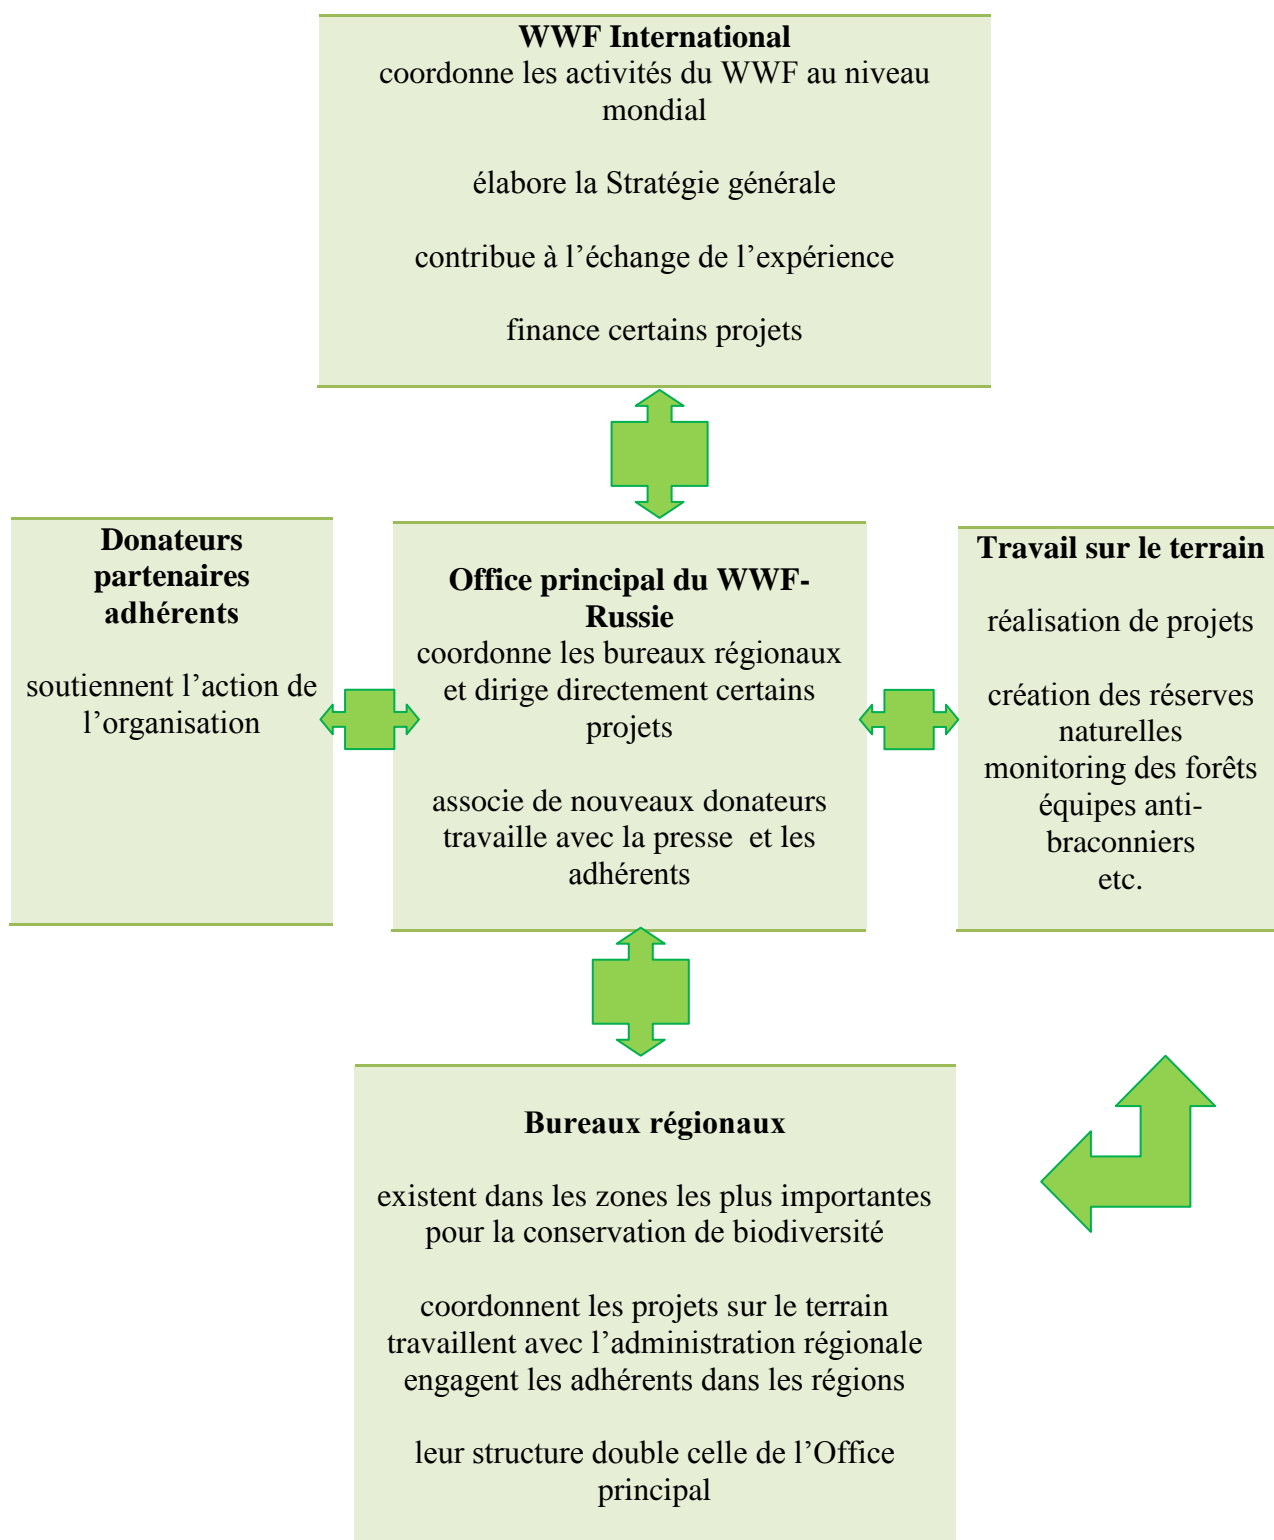 WWF International
coordonne les activités du WWF au niveau
mondial
élabore la Stratégie générale
contribue à l’échange de l’expérience
finance certains projets
Donateurs
partenaires
adhérents
soutiennent l’action de
l’organisation
Office principal du WWF-
Russie
coordonne les bureaux régionaux
et dirige directement certains
projets
associe de nouveaux donateurs
travaille avec la presse et les
adhérents
Travail sur le terrain
réalisation de projets
création des réserves
naturelles
monitoring des forêts
équipes anti-
braconniers
etc.
Bureaux régionaux
existent dans les zones les plus importantes
pour la conservation de biodiversité
coordonnent les projets sur le terrain
travaillent avec l’administration régionale
engagent les adhérents dans les régions
leur structure double celle de l’Office
principal